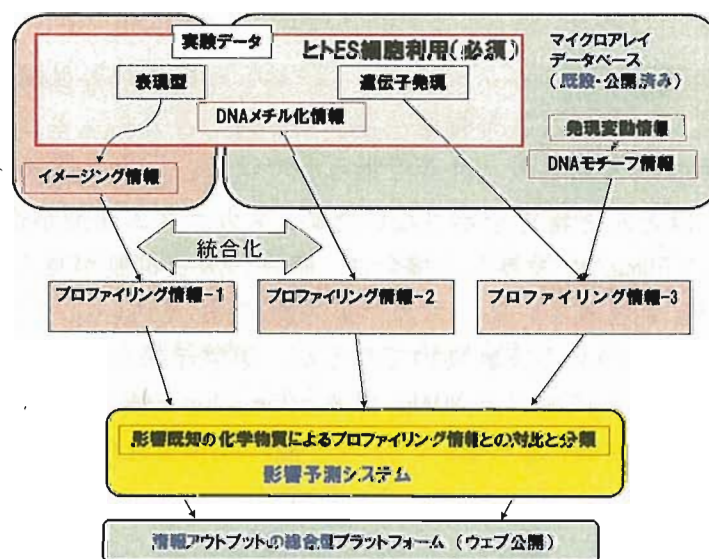 実験データ
ヒトES細胞利用(必須)
マイクロアレイ
データベース
(既設・公開済み)
表現型
遺伝子発現
DNAメチル化情報
発現変動情報
イメージング情報
DNAモチーフ情報
統合化
プロファイリング情報-1
プロファイリング情報-2
プロファイリング情報-3
影響既知の化学物質によるプロファイリング情報との対比と分類
影響予測システム
情報アウトプットの総合型プラットフォーム(ウェブ公開)